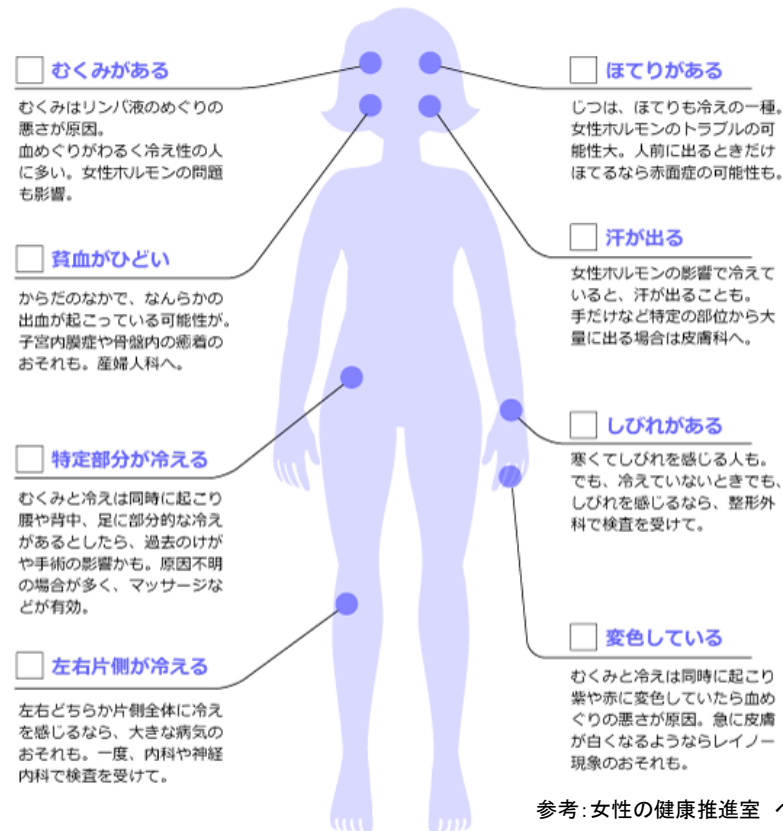 むくみがある
むくみはリンパ液のめぐりの
悪さが原因。
血めぐりがわるく冷え性の人
に多い。女性ホルモンの問題
も影響。
貧血がひどい
からだのなかで、なんらかの
出血が起こっている可能性が。
子宮内膜症や骨盤内の癒着の
おそれも。産婦人科へ。
特定部分が冷える
むくみと冷えは同時に起こり
腰や背中、足に部分的な冷え
があるとしたら、過去のけが
や手術の影響かも。原因不明
の場合が多く、マッサージな
どが有効。
左右片側が冷える
左右どちらか片側全体に冷え
を感じるなら、大きな病気の
おそれも。一度、内科や神経
内科で検査を受けて。
ほてりがある
じつは、ほてりも冷えの一種。
女性ホルモンのトラブルの可
能性大。人前に出るときだけ
ほてるなら赤面症の可能性も。
汗が出る
女性ホルモンの影響で冷えて
いると、汗が出ることも。
手だけなど特定の部位から大
量に出る場合は皮膚科へ。
しびれがある
寒くてしびれを感じる人も。
でも、冷えていないときでも、
しびれを感じるなら、整形外
科で検査を受けて。
変色している
むくみと冷えは同時に起こり
紫や赤に変色していたら血め
ぐりの悪さが原因。急に皮膚
が白くなるようならレイノー
現象のおそれも。
参考:女性の健康推進室